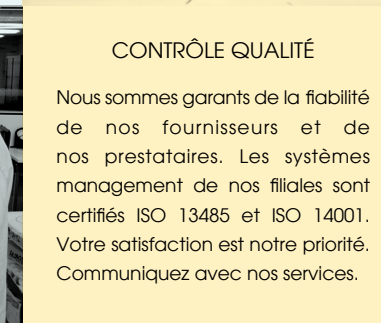 CONTRÔLE QUALITÉ
Nous sommes garants de la fiabilité
de nos fournisseurs et de
nos prestataires. Les systèmes
management de nos filiales sont
certifiés ISO 13485 et ISO 14001.
Votre satisfaction est notre priorité.
Communiquez avec nos services.